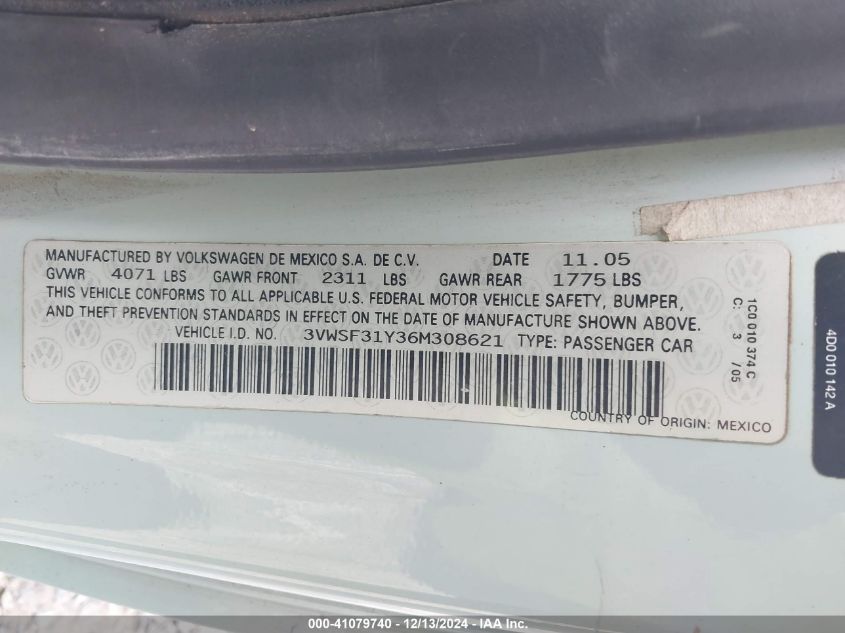 MANUFACTURED BY VOLKSWAGEN DE MEXICO S.A. DE C.V. DATE 11.05
GVWR 4071 LBS GAWR FRONT 2311 LBS GAWR REAR 1775 LBS
THIS VEHICLE CONFORMS TO ALL APPLICABLE U.S. FEDERAL MOTOR VEHICLE SAFETY, BUMPER,
AND THEFT PREVENTION STANDARDS IN EFFECT ON THE DATE OF MANUFACTURE SHOWN ABOVE.
VEHICLE I.D. NO. 3VWSF31Y36M308621 TYPE: PASSENGER CAR
COUNTRY OF ORIGIN: MEXICO
1C0 010 374 C
C: 3 /05
4D0 010 142 A
000-41079740 - 12/13/2024 - IAA Inc.